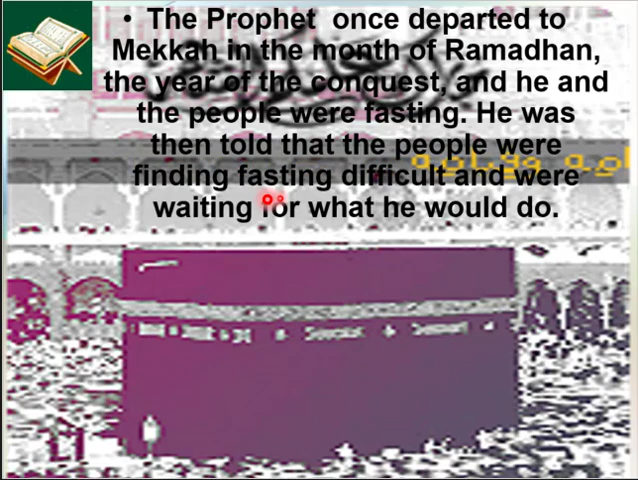 • The Prophet once departed to
Mekkah in the month of Ramadhan,
the year of the conquest, and he and
the people were fasting. He was
then told that the people were
finding fasting difficult and were
waiting for what he would do.